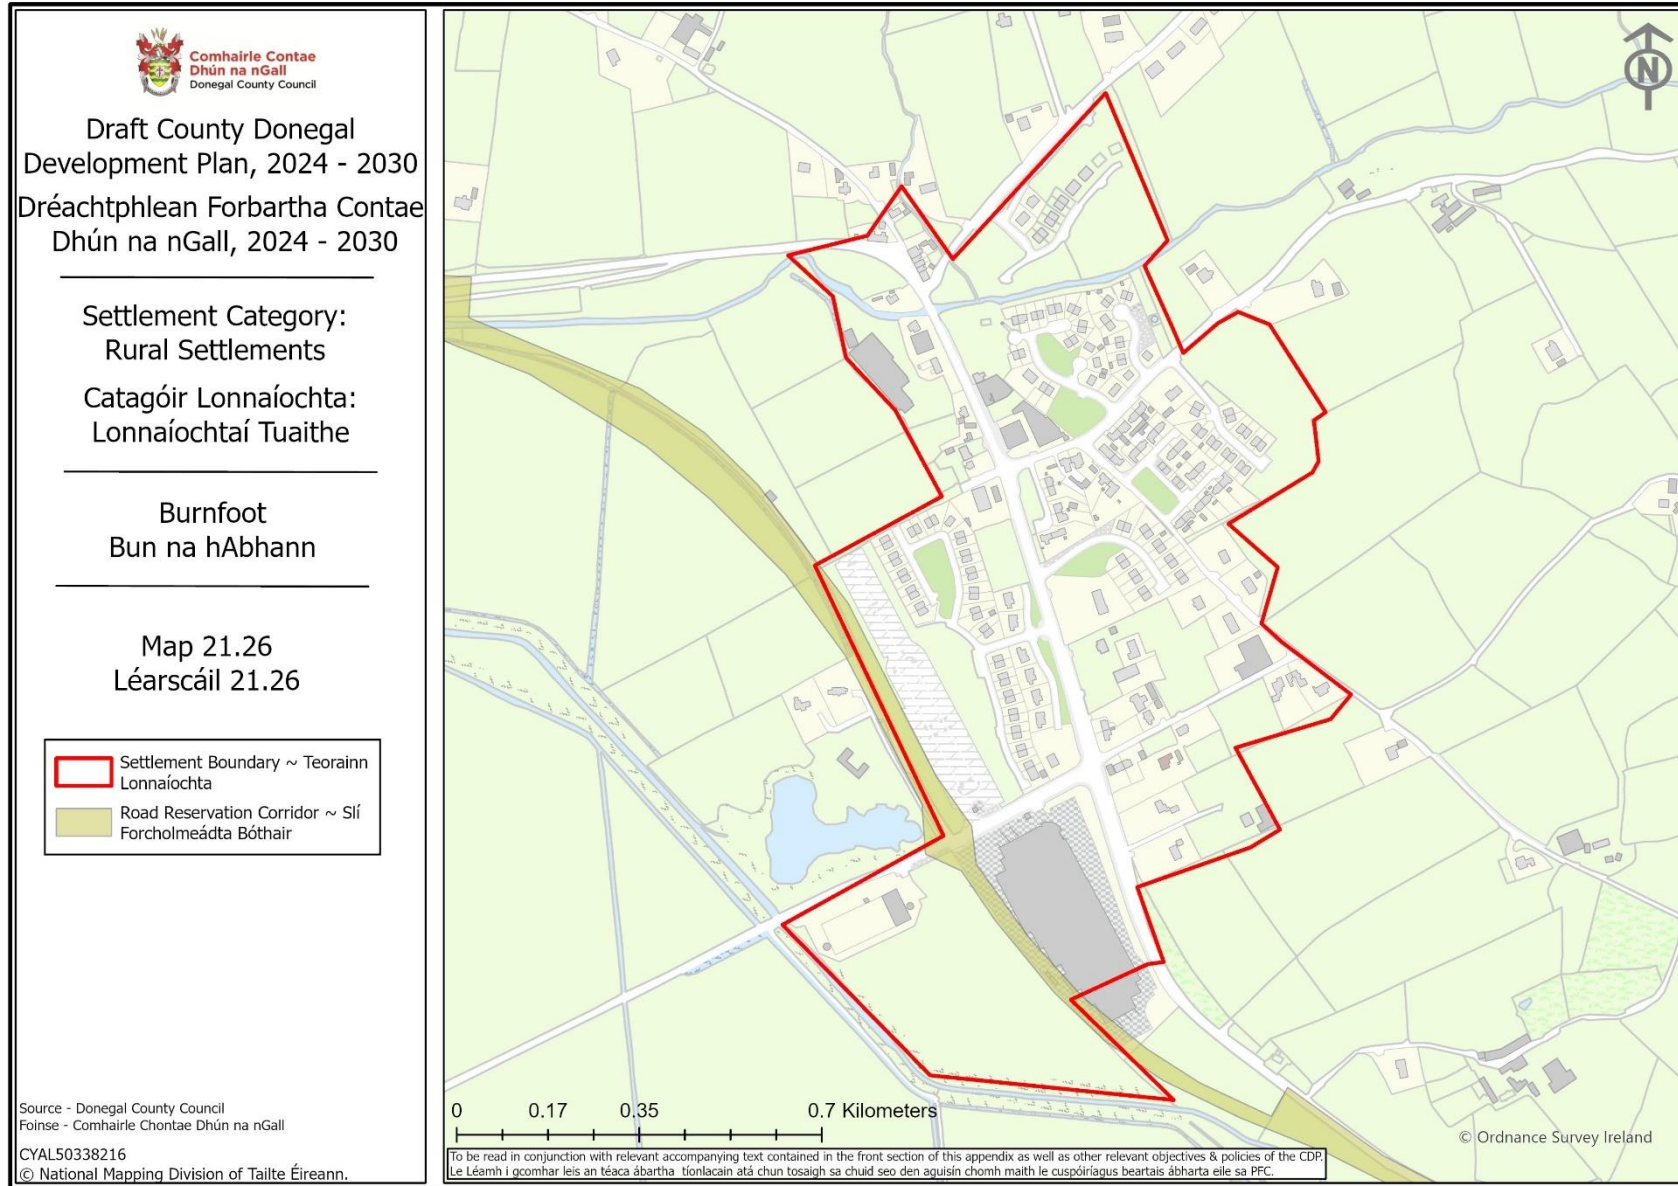 Comhairle Contae
Dhún na nGall
Donegal County Council
Draft County Donegal
Development Plan, 2024 - 2030
Dréachtphlean Forbartha Contae
Dhún na nGall, 2024 - 2030
Settlement Category:
Rural Settlements
Catagóir Lonnaíochta:
Lonnaíochtaí Tuaithe
Burnfoot
Bun na hAbhann
Map 21.26
Léarscáil 21.26
Settlement Boundary ~ Teorainn
Lonnaíochta
Road Reservation Corridor ~ Slí
Forcholmeádta Bóthair
Source - Donegal County Council
Foinse - Comhairle Chontae Dhún na nGall
CYAL50338216
© National Mapping Division of Tailte Éireann.
N
0 0.17 0.35 0.7 Kilometers
© Ordnance Survey Ireland
To be read in conjunction with relevant accompanying text contained in the front section of this appendix as well as other relevant objectives & policies of the CDP.
Le Léamh i gcomhar leis an téaca ábartha tíonlacain atá chun tosaigh sa chuid seo den aguisín chomh maith le cuspóiríagus beartais ábharta eile sa PFC.